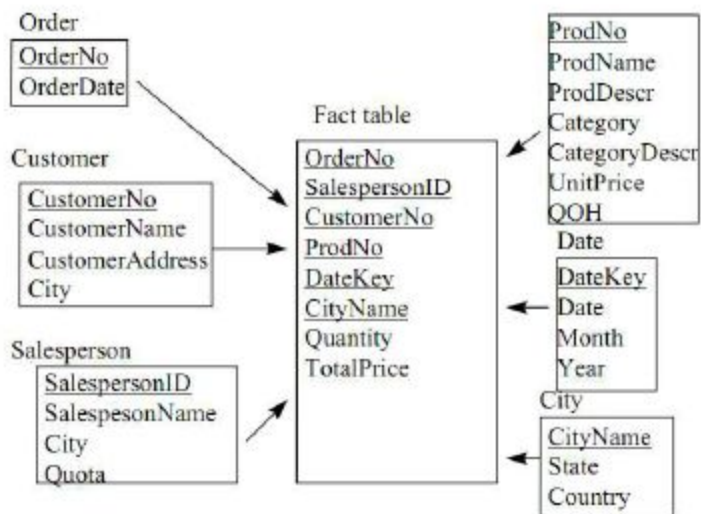 Order
OrderNo
OrderDate
Customer
CustomerNo
CustomerName
CustomerAddress
City
Salesperson
SalespersonID
SalespesonName
City
Quota
Fact table
OrderNo
SalespersonID
CustomerNo
ProdNo
DateKey
CityName
Quantity
TotalPrice
ProdNo
ProdName
ProdDescr
Category
CategoryDescr
UnitPrice
QOH
Date
DateKey
Date
Month
Year
City
CityName
State
Country